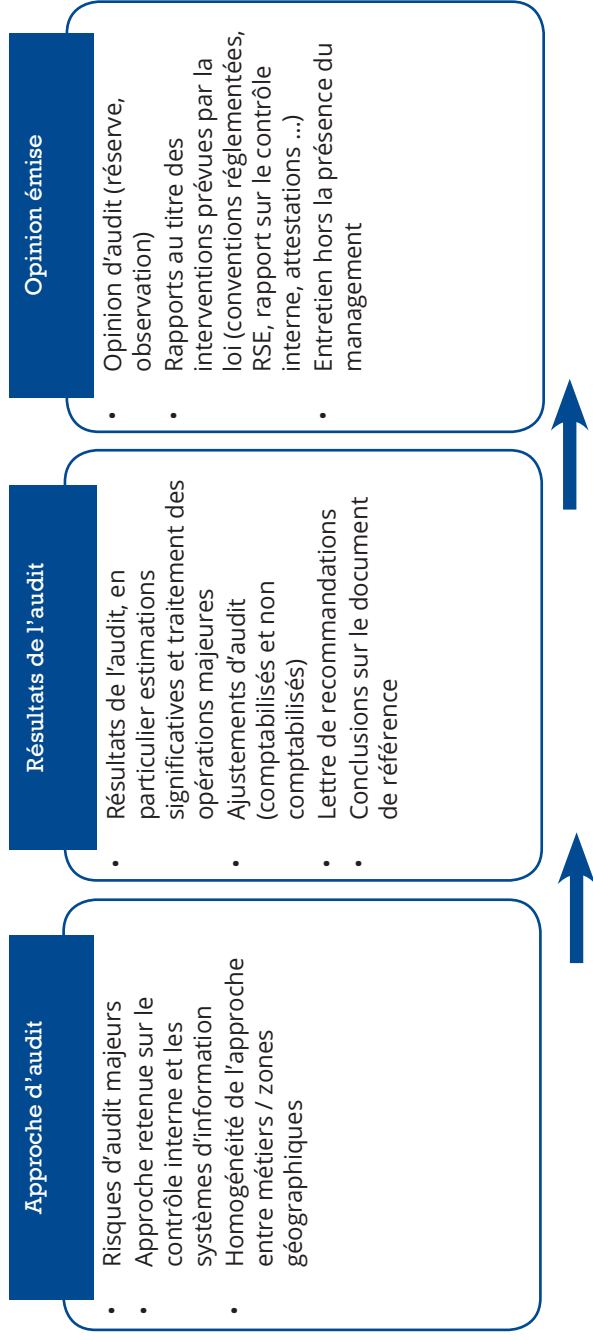 Approche d'audit
• Risques d'audit majeurs
• Approche retenue sur le
contrôle interne et les
systèmes d'information
• Homogénéité de l'approche
entre métiers / zones
géographiques
Résultats de l'audit
• Résultats de l'audit, en
particulier estimations
significatives et traitement des
opérations majeures
• Ajustements d'audit
(comptabilisés et non
comptabilisés)
• Lettre de recommandations
• Conclusions sur le document
de référence
Opinion émise
• Opinion d'audit (réserve,
observation)
• Rapports au titre des
interventions prévues par la
loi (conventions réglementées,
RSE, rapport sur le contrôle
interne, attestations ...)
• Entretien hors la présence du
management